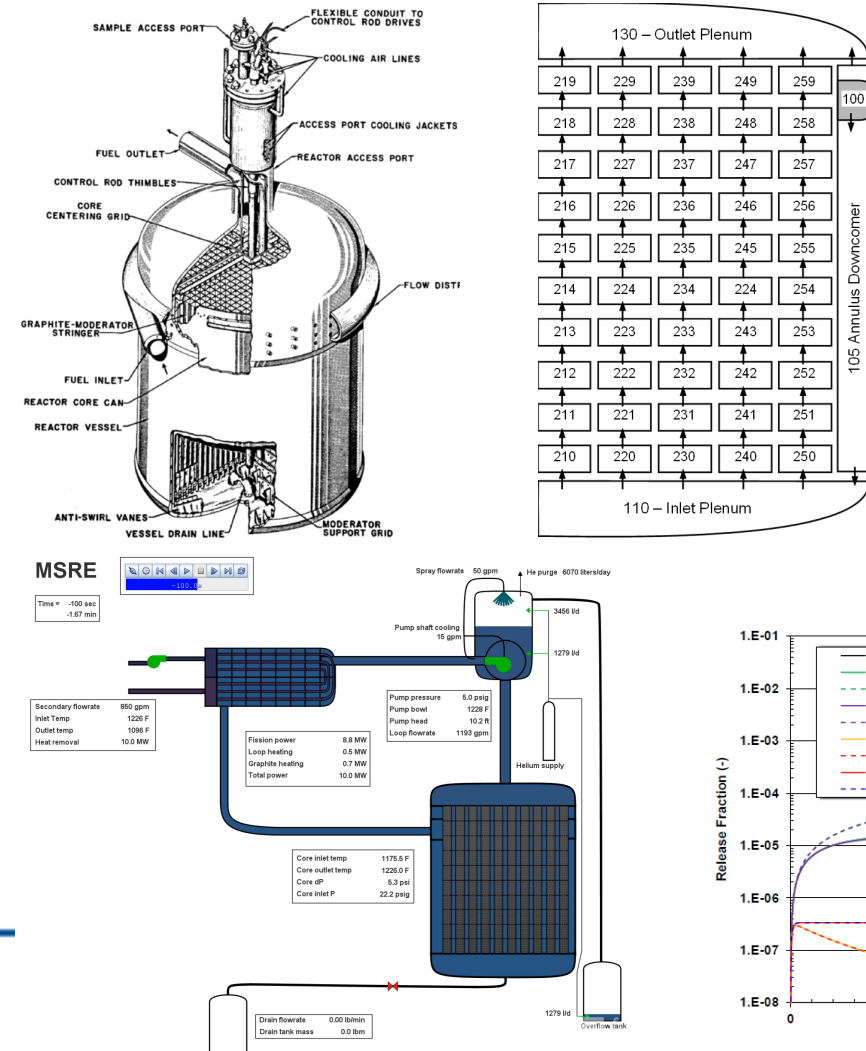 SAMPLE ACCESS PORT
FLEXIBLE CONDUIT TO
CONTROL ROD DRIVES
COOLING AIR LINES
ACCESS PORT COOLING JACKETS
FUEL OUTLET
REACTOR ACCESS PORT
CONTROL ROD THIMBLES
CORE
CENTERING GRID
FLOW DISTR
GRAPHITE-MODERATOR
STRINGER
FUEL INLET
REACTOR CORE CAN
REACTOR VESSEL
ANTI-SWIRL VANES
VESSEL DRAIN LINE
MODERATOR
SUPPORT GRID
130 – Outlet Plenum
219 229 239 249 259
100
218 228 238 248 258
217 227 237 247 257
216 226 236 246 256
215 225 235 245 255
214 224 234 224 254
213 223 233 243 253
212 222 232 242 252
211 221 231 241 251
210 220 230 240 250
105 Annulus Downcomer
110 – Inlet Plenum
MSRE
-100.0s
Time = -100 sec
-1.67 min
Spray flowrate 50 gpm
He purge 6070 liters/day
3456 l/d
Pump shaft cooling
15 gpm
1279 l/d
Secondary flowrate 850 gpm
Inlet Temp 1226 F
Outlet temp 1096 F
Heat removal 10.0 MW
Pump pressure 5.0 psig
Pump bowl 1228 F
Pump head 10.2 ft
Loop flowrate 1193 gpm
Fission power 8.8 MW
Loop heating 0.5 MW
Graphite heating 0.7 MW
Total power 10.0 MW
Helium supply
Core inlet temp 1175.5 F
Core outlet temp 1226.0 F
Core dP 5.3 psi
Core inlet P 22.2 psig
Drain flowrate 0.00 lb/min
Drain tank mass 0.0 lbm
1279 l/d
Overflow tank
Release Fraction (-)
1.E-01
1.E-02
1.E-03
1.E-04
1.E-05
1.E-06
1.E-07
1.E-08
0